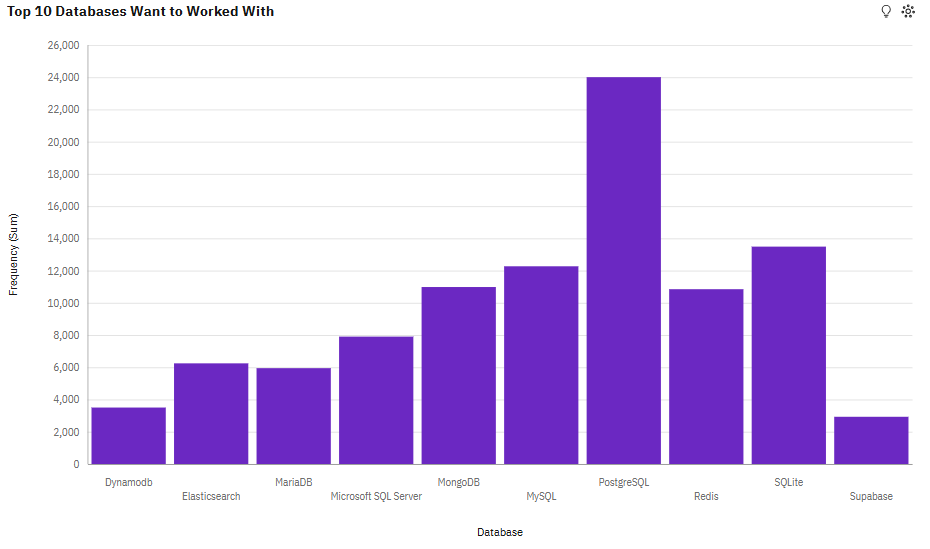 Top 10 Databases Want to Worked With
26,000
24,000
22,000
20,000
18,000
16,000
14,000
12,000
10,000
8,000
6,000
4,000
2,000
0
Frequency (Sum)
Dynamodb
Elasticsearch
MariaDB
Microsoft SQL Server
MongoDB
MySQL
PostgreSQL
Redis
SQLite
Supabase
Database